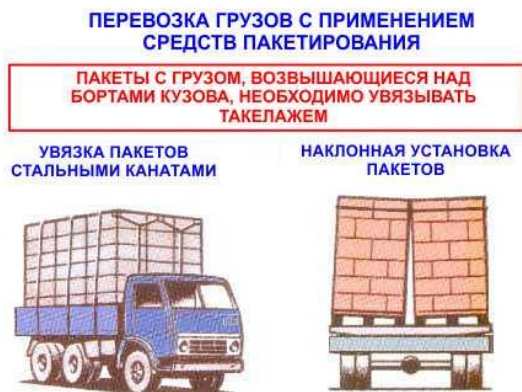 ПЕРЕВОЗКА ГРУЗОВ С ПРИМЕНЕНИЕМ
СРЕДСТВ ПАКЕТИРОВАНИЯ
ПАКЕТЫ С ГРУЗОМ, ВОЗВЫШАЮЩИЕСЯ НАД
БОРТАМИ КУЗОВА, НЕОБХОДИМО УВЯЗЫВАТЬ
ТАКЕЛАЖЕМ
УВЯЗКА ПАКЕТОВ
СТАЛЬНЫМИ КАНАТАМИ
НАКЛОННАЯ УСТАНОВКА
ПАКЕТОВ